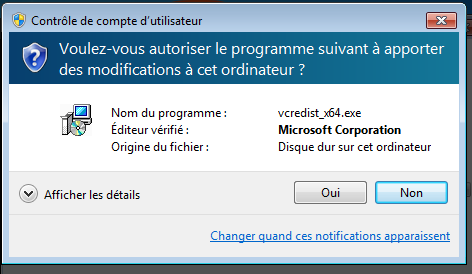 Contrôle de compte d'utilisateur
Voulez-vous autoriser le programme suivant à apporter
des modifications à cet ordinateur ?
Nom du programme : vcredist_x64.exe
Éditeur vérifié : Microsoft Corporation
Origine du fichier : Disque dur sur cet ordinateur
Afficher les détails Oui Non
Changer quand ces notifications apparaissent